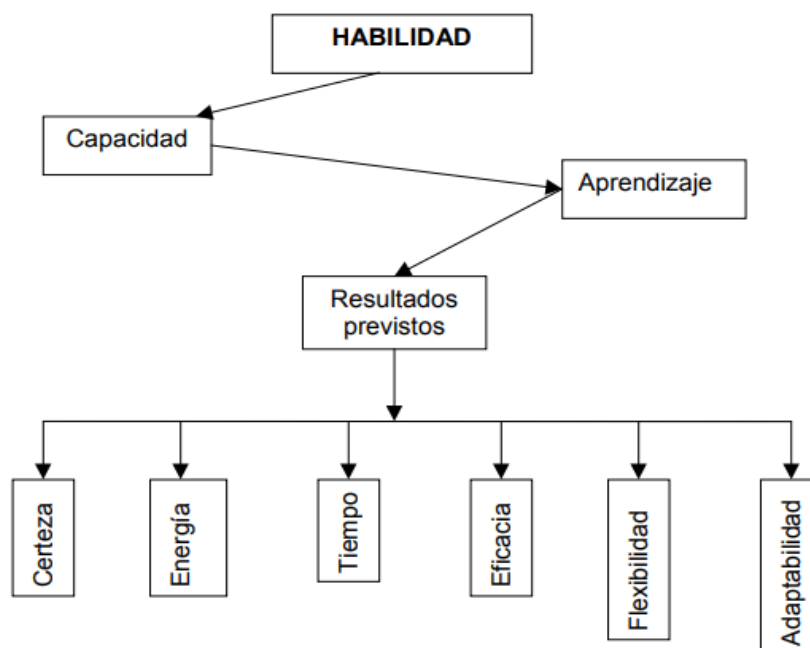 HABILIDAD
Capacidad
Aprendizaje
Resultados
previstos
Certeza
Energía
Tiempo
Eficacia
Flexibilidad
Adaptabilidad